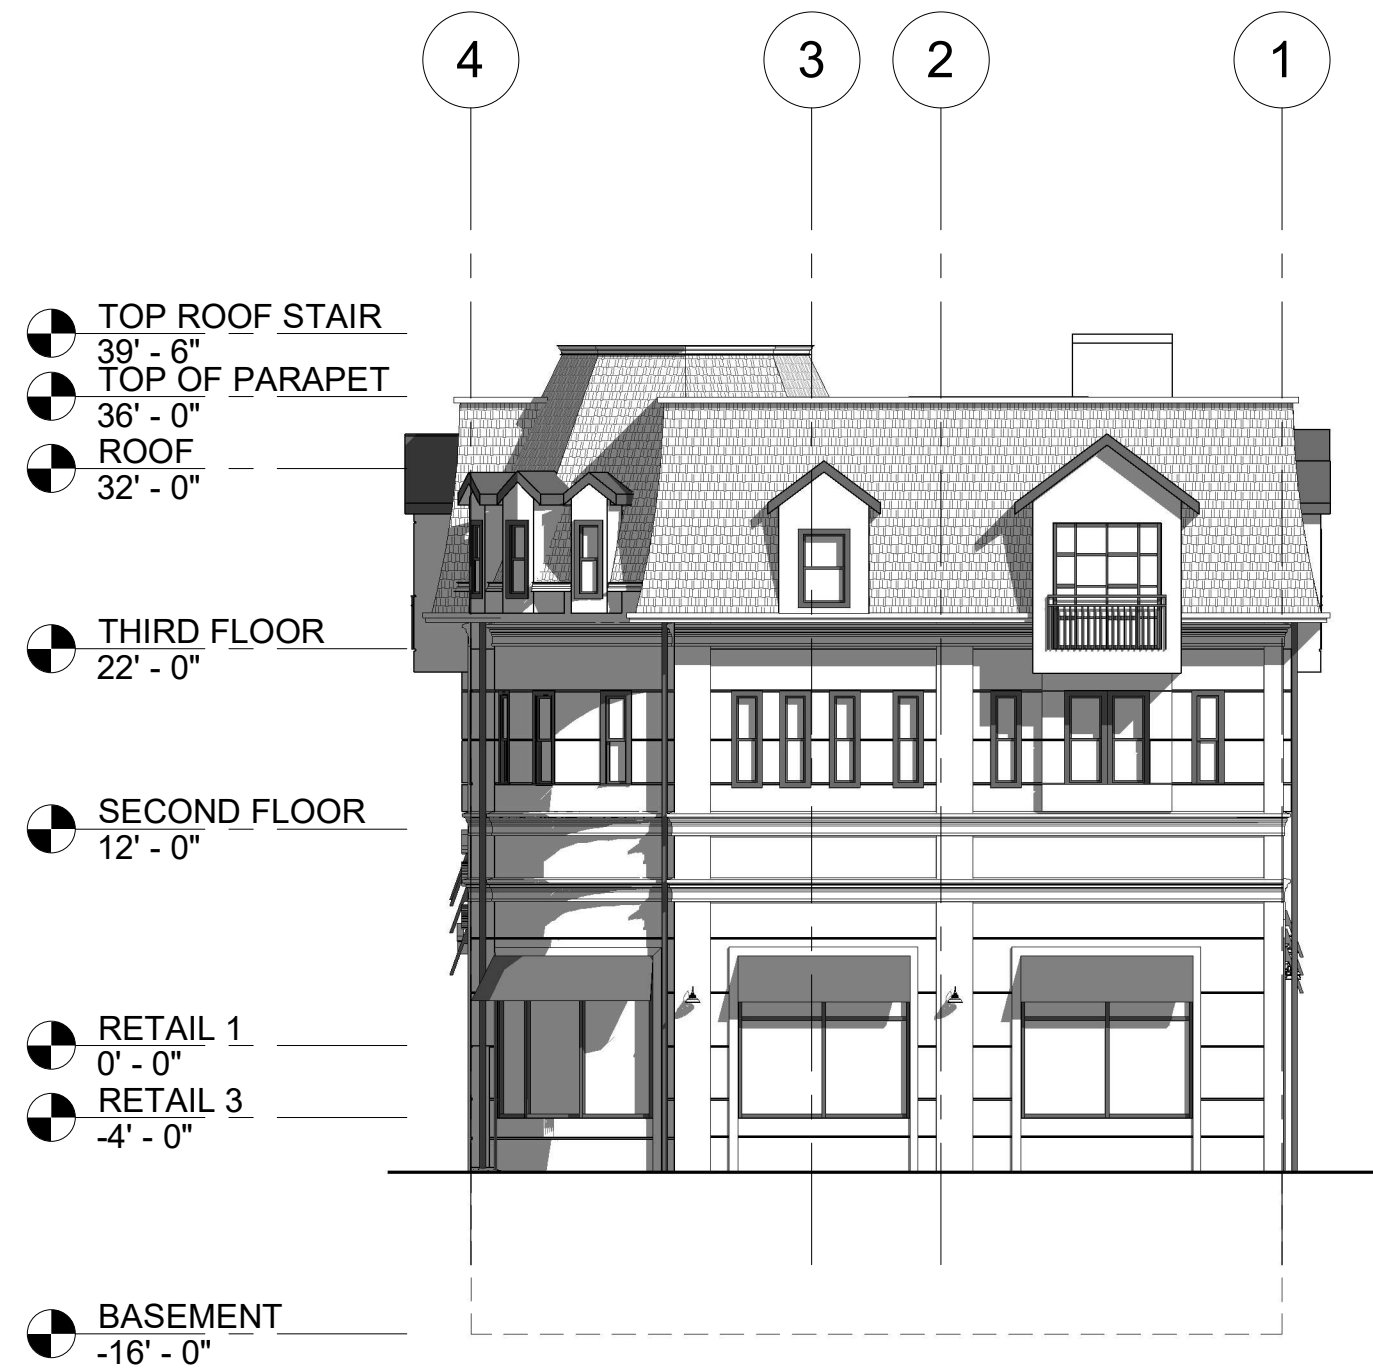 4 3 2 1
TOP ROOF STAIR
39' - 6"
TOP OF PARAPET
36' - 0"
ROOF
32' - 0"
THIRD FLOOR
22' - 0"
SECOND FLOOR
12' - 0"
RETAIL 1
0' - 0"
RETAIL 3
-4' - 0"
BASEMENT
-16' - 0"